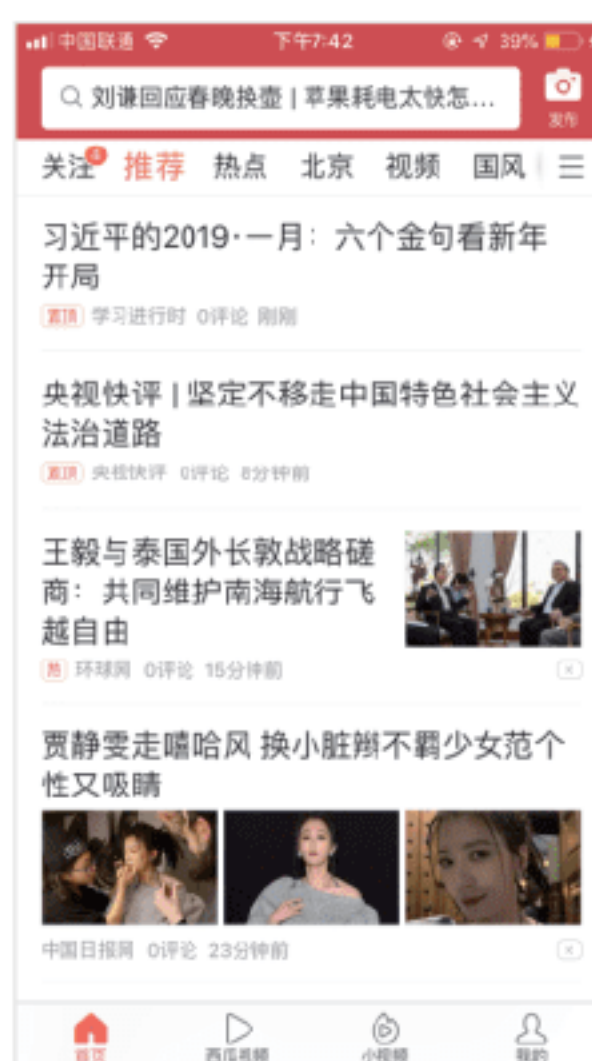 中国联通 下午7:42 39%
刘谦回应春晚换壶 | 苹果耗电太快怎...
发布
关注 4 推荐 热点 北京 视频 国风
习近平的2019·一月：六个金句看新年
开局
置顶 学习进行时 0评论 刚刚
央视快评 | 坚定不移走中国特色社会主义
法治道路
置顶 央视快评 0评论 8分钟前
王毅与泰国外长敦战略磋
商：共同维护南海航行飞
越自由
热 环球网 0评论 15分钟前
贾静雯走嘻哈风 换小脏辫不羁少女范个
性又吸睛
中国日报网 0评论 23分钟前
首页 西瓜视频 小视频 我的